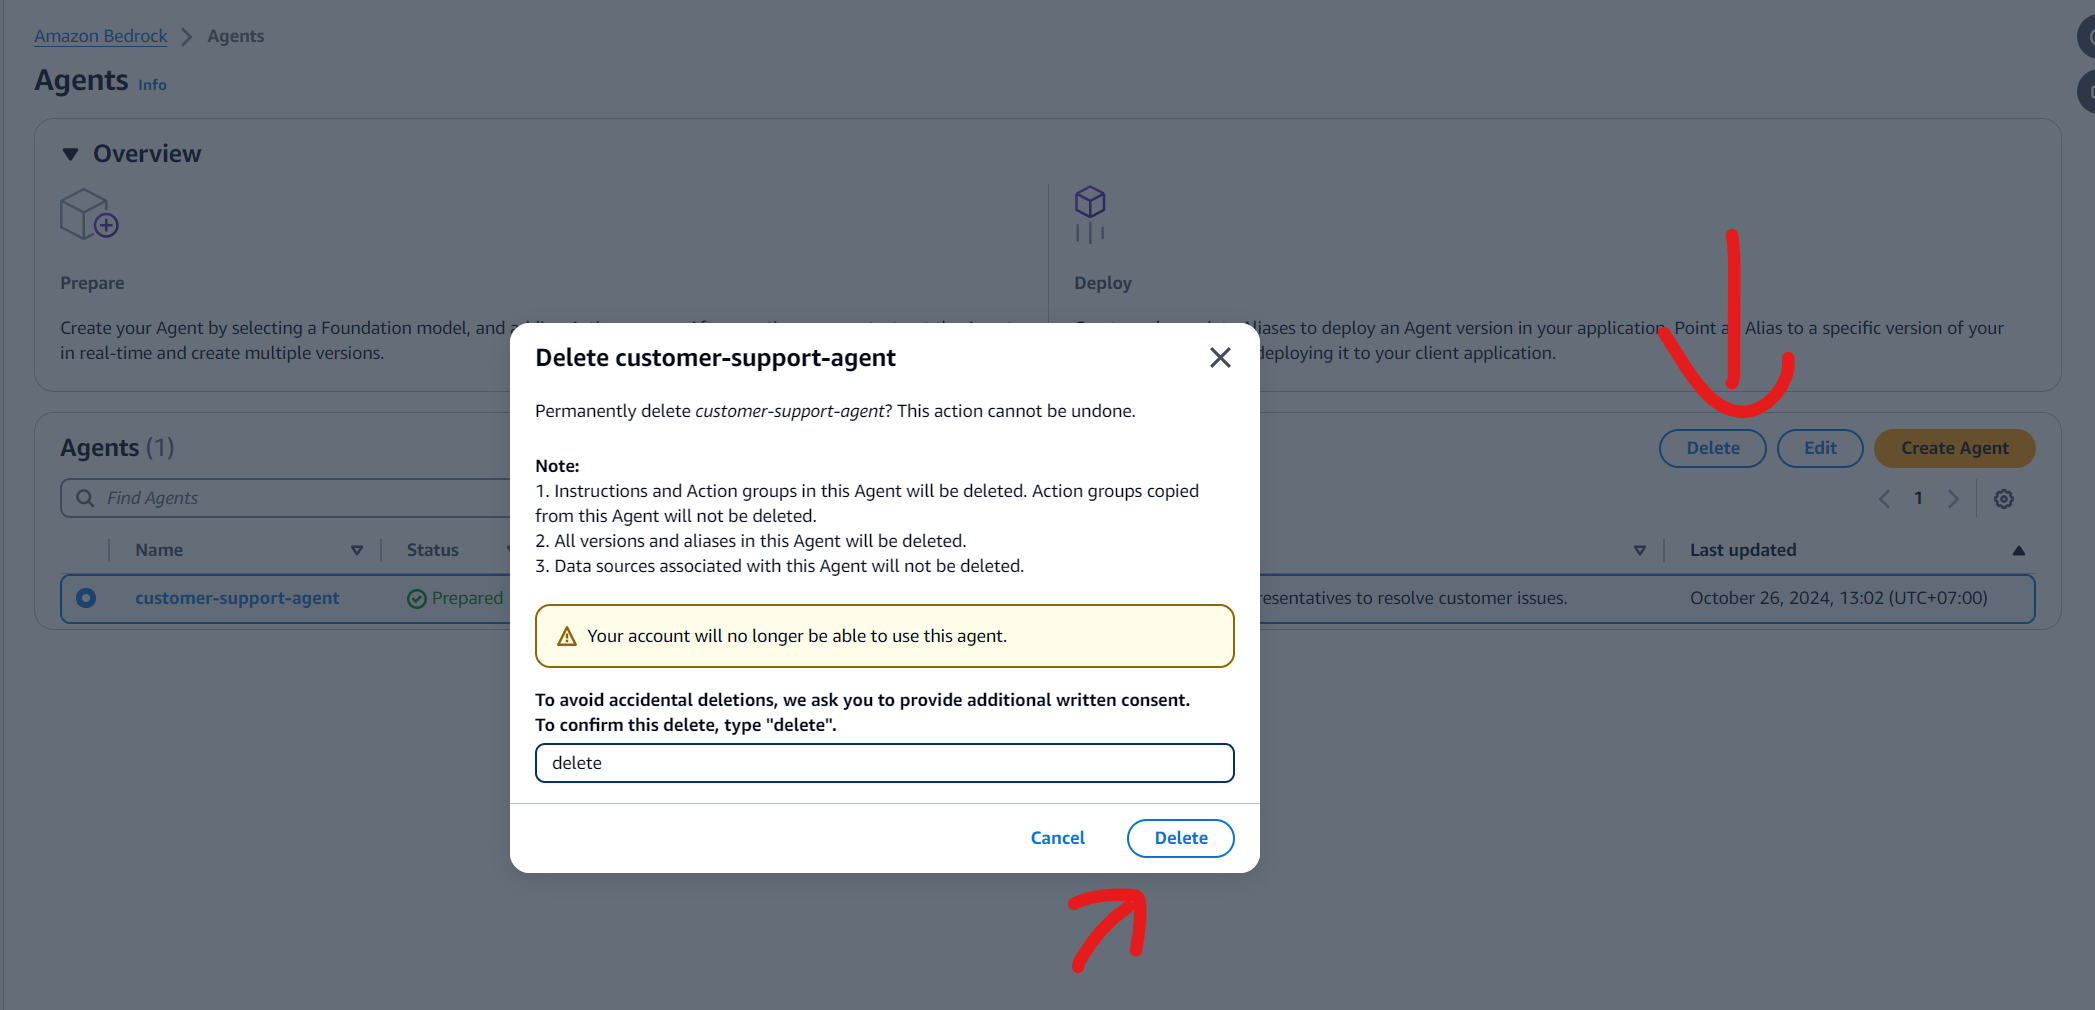 Amazon Bedrock
Agents
Agents Info
Overview
Prepare
Create your Agent by selecting a Foundation model, and
in real-time and create multiple versions.
Deploy
Aliases to deploy an Agent version in your application. Point a Alias to a specific version of your
deploying it to your client application.
Agents (1)
Delete
Edit
Create Agent
Find Agents
1
Name
Status
Last updated
customer-support-agent
Prepared
to resolve customer issues.
October 26, 2024, 13:02 (UTC+07:00)
Delete customer-support-agent
Permanently delete customer-support-agent? This action cannot be undone.
Note:
1. Instructions and Action groups in this Agent will be deleted. Action groups copied
from this Agent will not be deleted.
2. All versions and aliases in this Agent will be deleted.
3. Data sources associated with this Agent will not be deleted.
Your account will no longer be able to use this agent.
To avoid accidental deletions, we ask you to provide additional written consent.
To confirm this delete, type "delete".
delete
Cancel
Delete